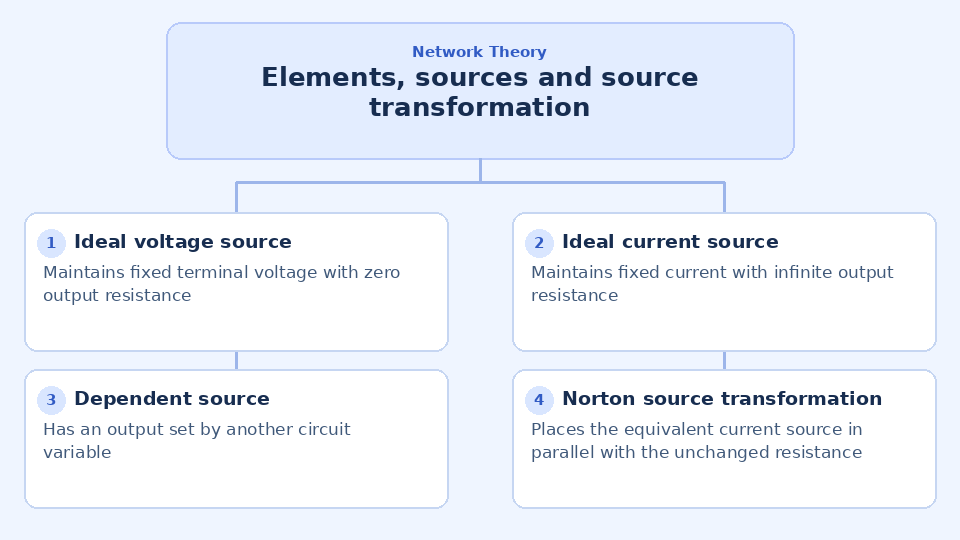 Network Theory
Elements, sources and source
transformation
1 Ideal voltage source
Maintains fixed terminal voltage with zero
output resistance
2 Ideal current source
Maintains fixed current with infinite output
resistance
3 Dependent source
Has an output set by another circuit
variable
4 Norton source transformation
Places the equivalent current source in
parallel with the unchanged resistance